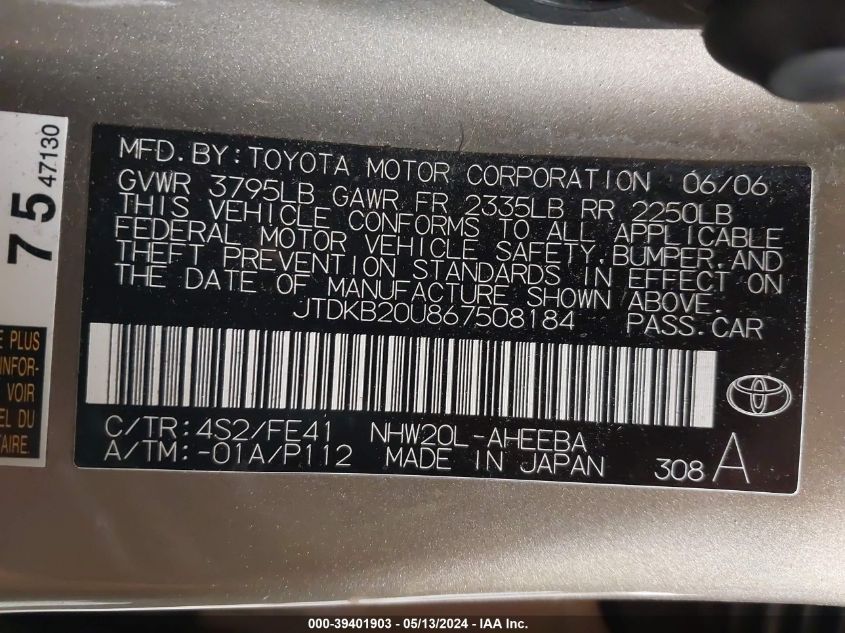 MFD.BY:TOYOTA MOTOR CORPORATION 06/06
GVWR 3795LB GAWR FR 2335LB RR 2250LB
THIS VEHICLE CONFORMS TO ALL APPLICABLE
FEDERAL MOTOR VEHICLE SAFETY.BUMPER.AND
THEFT PREVENTION STANDARDS IN EFFECT ON
THE DATE OF MANUFACTURE SHOWN ABOVE.
JTDKB20U867508184 PASS.CAR
C/TR:4S2/FE41 NHW20L-AHEEBA
A/TM:-01A/P112 MADE IN JAPAN 308 A
75
47130
E PLUS
INFOR-
VOIR
EL DU
TAIRE.
000-39401903 / 05/13/2024 - IAA Inc.